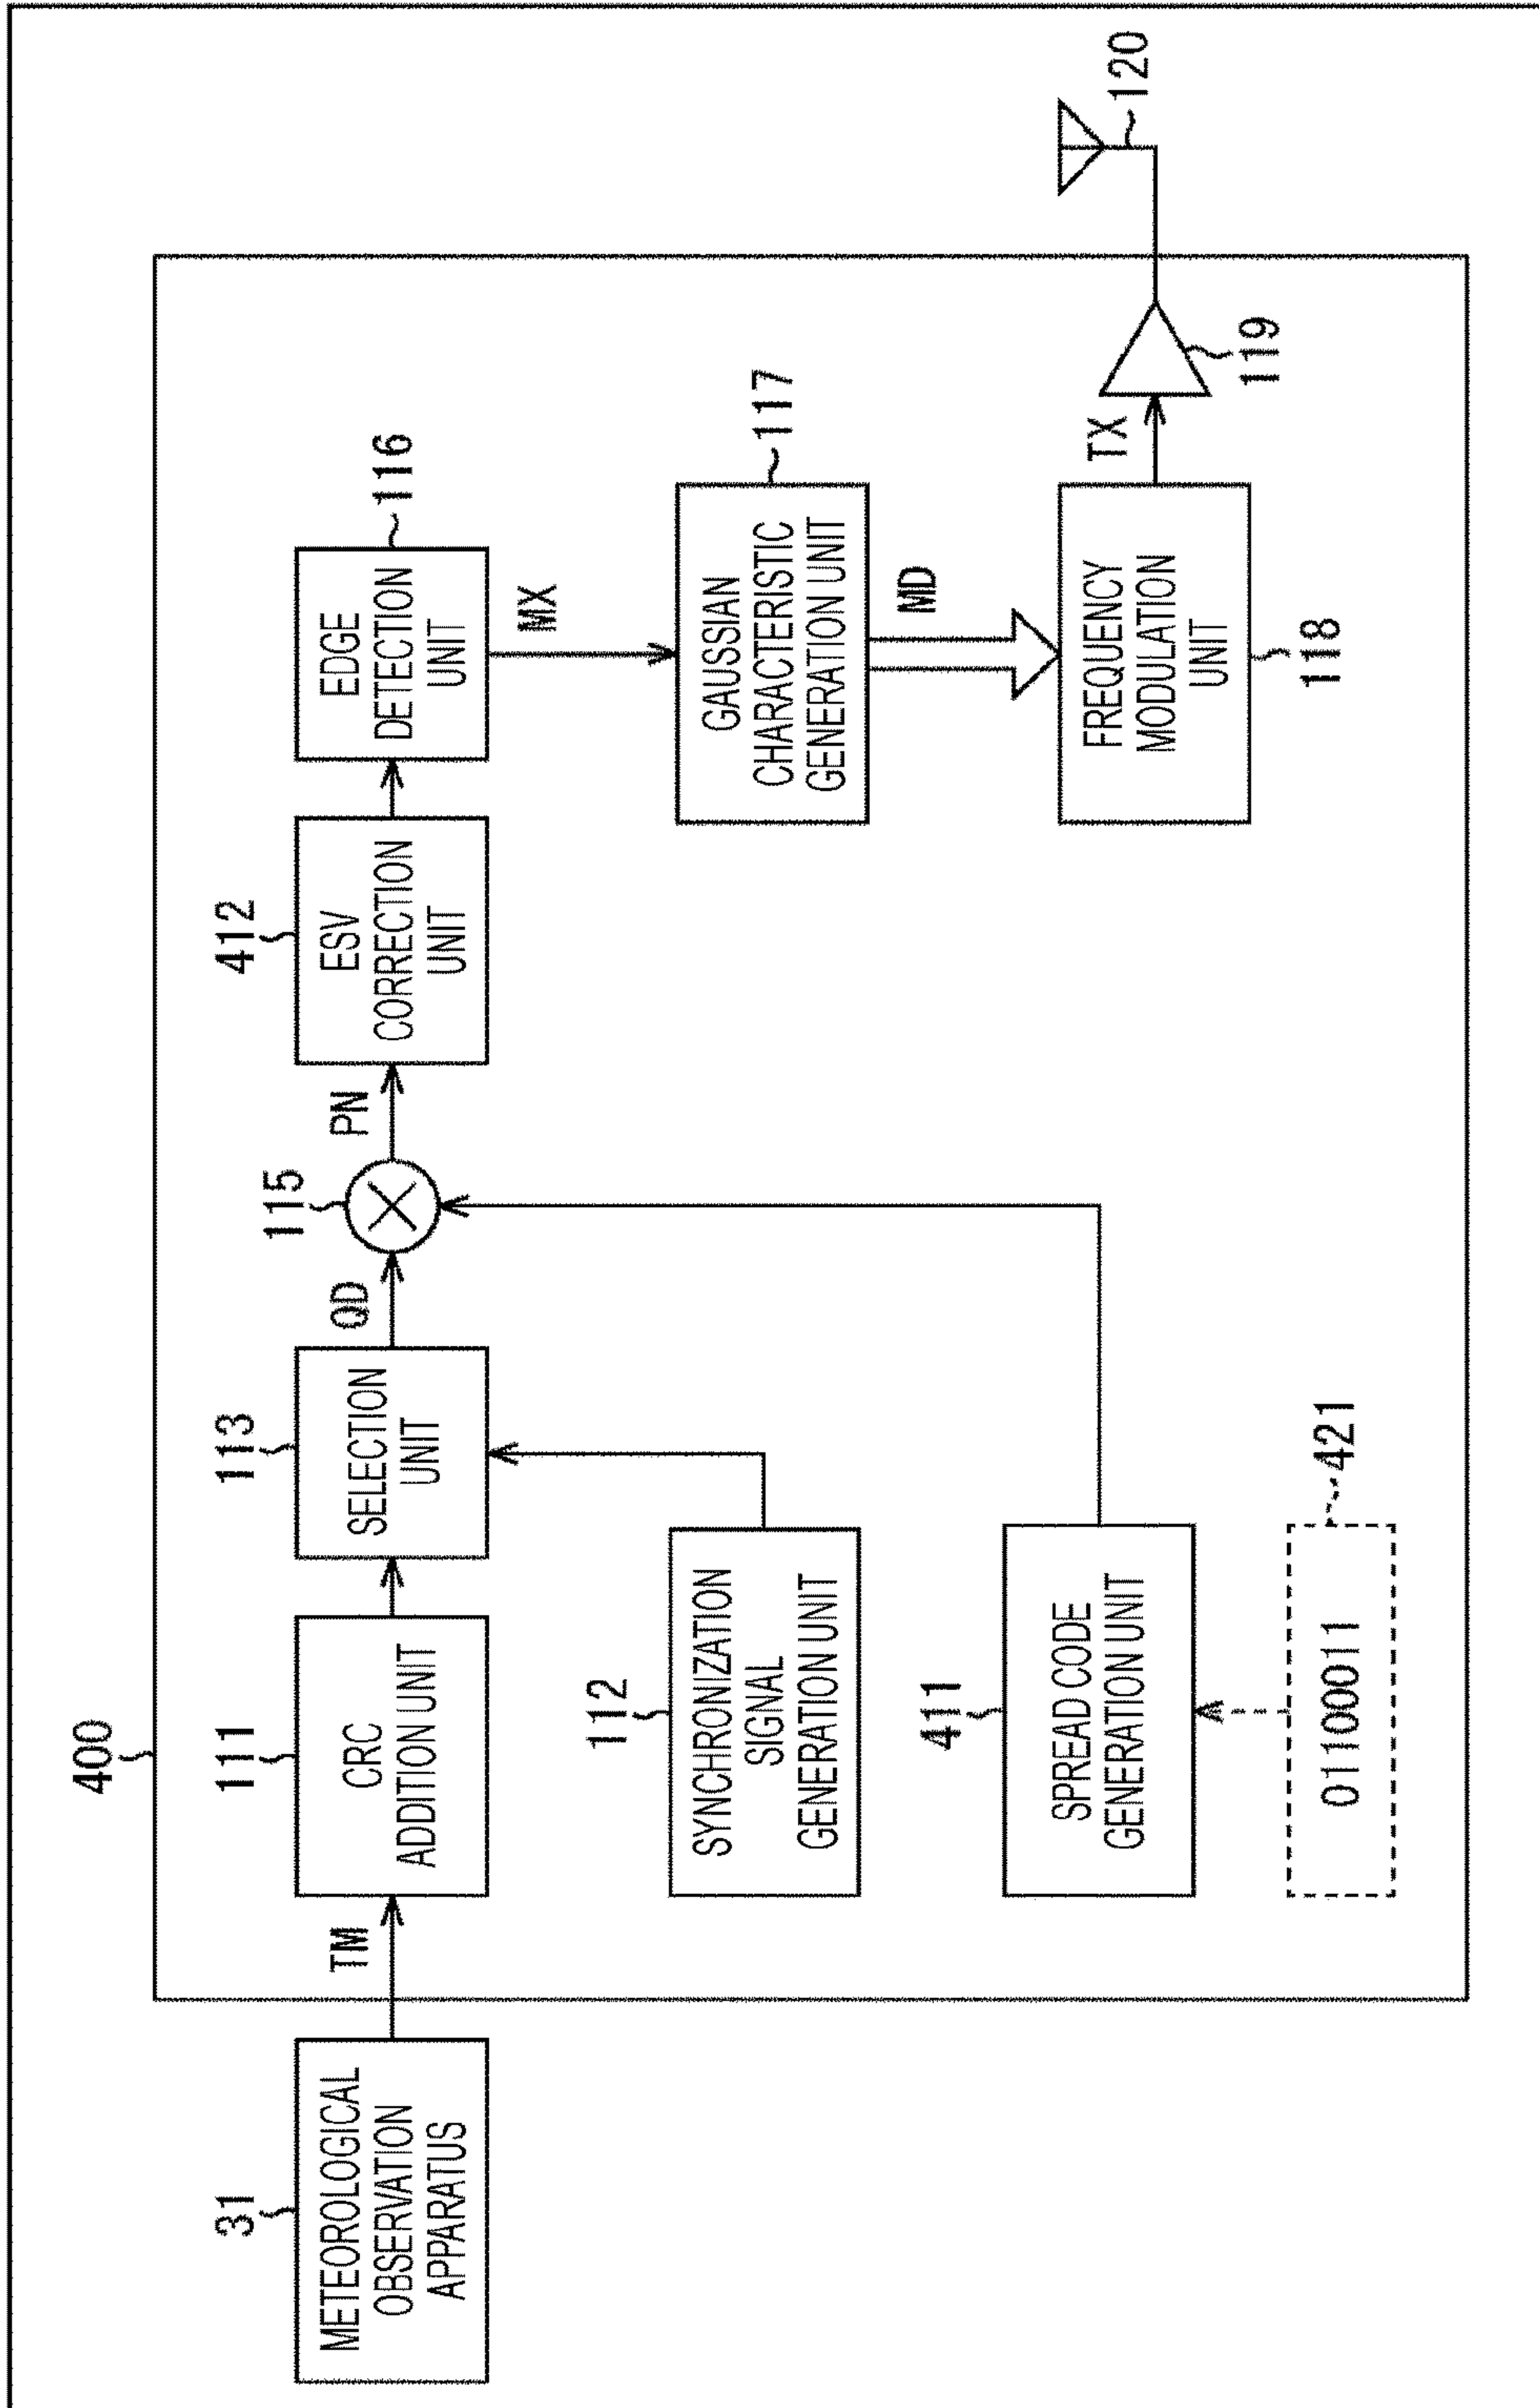 400
31
METEOROLOGICAL
OBSERVATION
APPARATUS
TM
111
CRC
ADDITION UNIT
113
SELECTION
UNIT
QD
115
PN
412
ESV
CORRECTION
UNIT
EDGE
DETECTION
UNIT
116
MX
112
SYNCHRONIZATION
SIGNAL
GENERATION UNIT
GAUSSIAN
CHARACTERISTIC
GENERATION UNIT
117
MD
411
SPREAD CODE
GENERATION UNIT
FREQUENCY
MODULATION
UNIT
118
TX
119
120
01100011
421